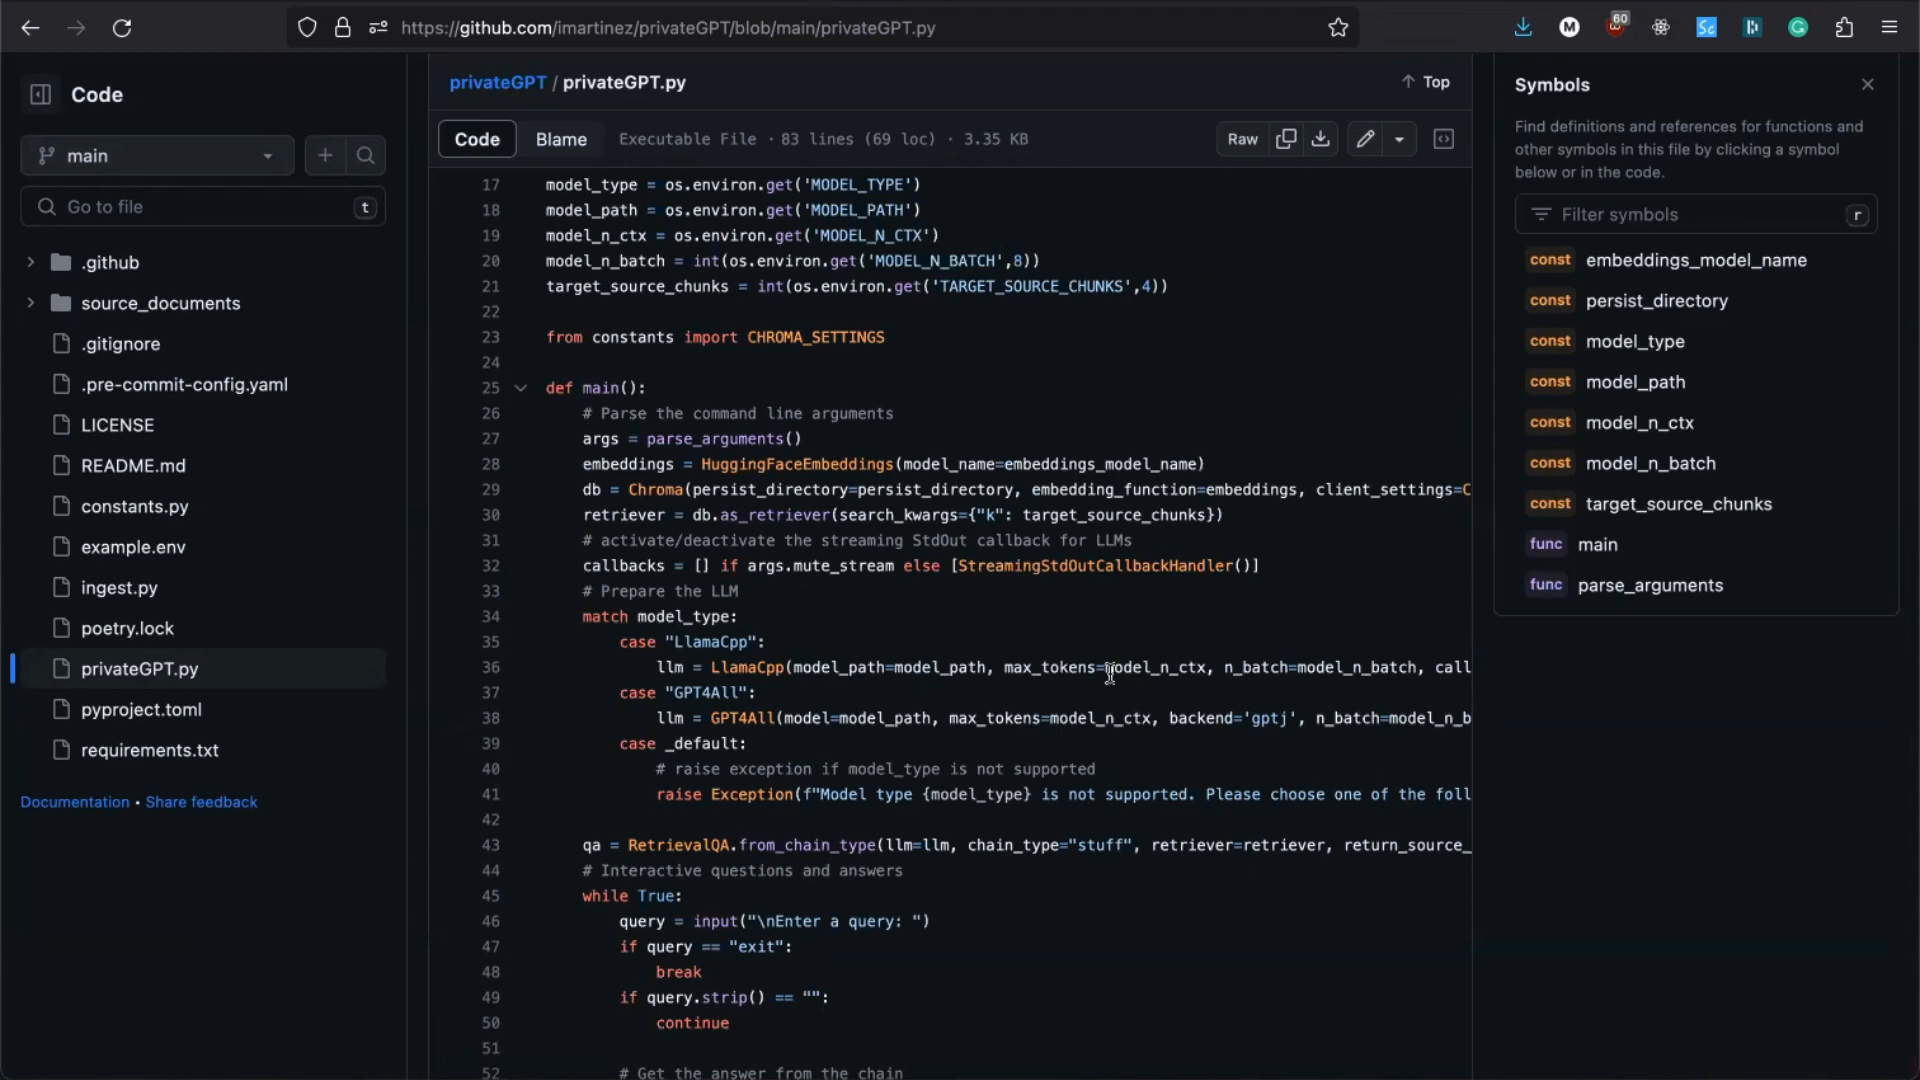 https://github.com/imartinez/privateGPT/blob/main/privateGPT.py
60
Code
main
Go to file
t
.github
source_documents
.gitignore
.pre-commit-config.yaml
LICENSE
README.md
constants.py
example.env
ingest.py
poetry.lock
privateGPT.py
pyproject.toml
requirements.txt
Documentation • Share feedback
privateGPT / privateGPT.py
Top
Code Blame Executable File · 83 lines (69 loc) · 3.35 KB Raw
17 model_type = os.environ.get('MODEL_TYPE')
18 model_path = os.environ.get('MODEL_PATH')
19 model_n_ctx = os.environ.get('MODEL_N_CTX')
20 model_n_batch = int(os.environ.get('MODEL_N_BATCH',8))
21 target_source_chunks = int(os.environ.get('TARGET_SOURCE_CHUNKS',4))
22
23 from constants import CHROMA_SETTINGS
24
25 def main():
26 # Parse the command line arguments
27 args = parse_arguments()
28 embeddings = HuggingFaceEmbeddings(model_name=embeddings_model_name)
29 db = Chroma(persist_directory=persist_directory, embedding_function=embeddings, client_settings=C
30 retriever = db.as_retriever(search_kwargs={"k": target_source_chunks})
31 # activate/deactivate the streaming StdOut callback for LLMs
32 callbacks = [] if args.mute_stream else [StreamingStdOutCallbackHandler()]
33 # Prepare the LLM
34 match model_type:
35 case "LlamaCpp":
36 llm = LlamaCpp(model_path=model_path, max_tokens=model_n_ctx, n_batch=model_n_batch, call
37 case "GPT4All":
38 llm = GPT4All(model=model_path, max_tokens=model_n_ctx, backend='gptj', n_batch=model_n_b
39 case _default:
40 # raise exception if model_type is not supported
41 raise Exception(f"Model type {model_type} is not supported. Please choose one of the foll
42
43 qa = RetrievalQA.from_chain_type(llm=llm, chain_type="stuff", retriever=retriever, return_source_
44 # Interactive questions and answers
45 while True:
46 query = input("\nEnter a query: ")
47 if query == "exit":
48 break
49 if query.strip() == "":
50 continue
51
52 # Get the answer from the chain
Symbols
Find definitions and references for functions and
other symbols in this file by clicking a symbol
below or in the code.
Filter symbols
r
const embeddings_model_name
const persist_directory
const model_type
const model_path
const model_n_ctx
const model_n_batch
const target_source_chunks
func main
func parse_arguments